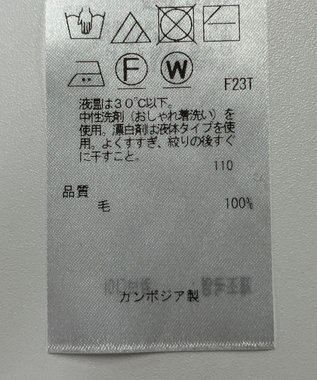 F W
F23T
液温は30℃以下。
中性洗剤(おしゃれ着洗い)を
使用。漂白剤は液体タイプを使
用。よくすすぎ、絞りの後すぐ
に干すこと。
110
品質
毛 100%
カンボジア製